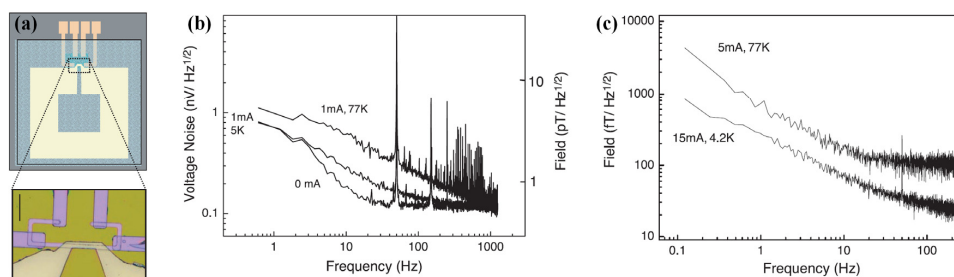 (a)
(b)
Voltage Noise (nV/ Hz1/2)
1
0.1
1mA
5K
1mA, 77K
0 mA
1
10
100
1000
Frequency (Hz)
10
1
Field (pT/ Hz1/2)
(c)
Field (fT/ Hz1/2)
10000
1000
100
10
5mA, 77K
15mA, 4.2K
0.1
1
10
100
Frequency (Hz)